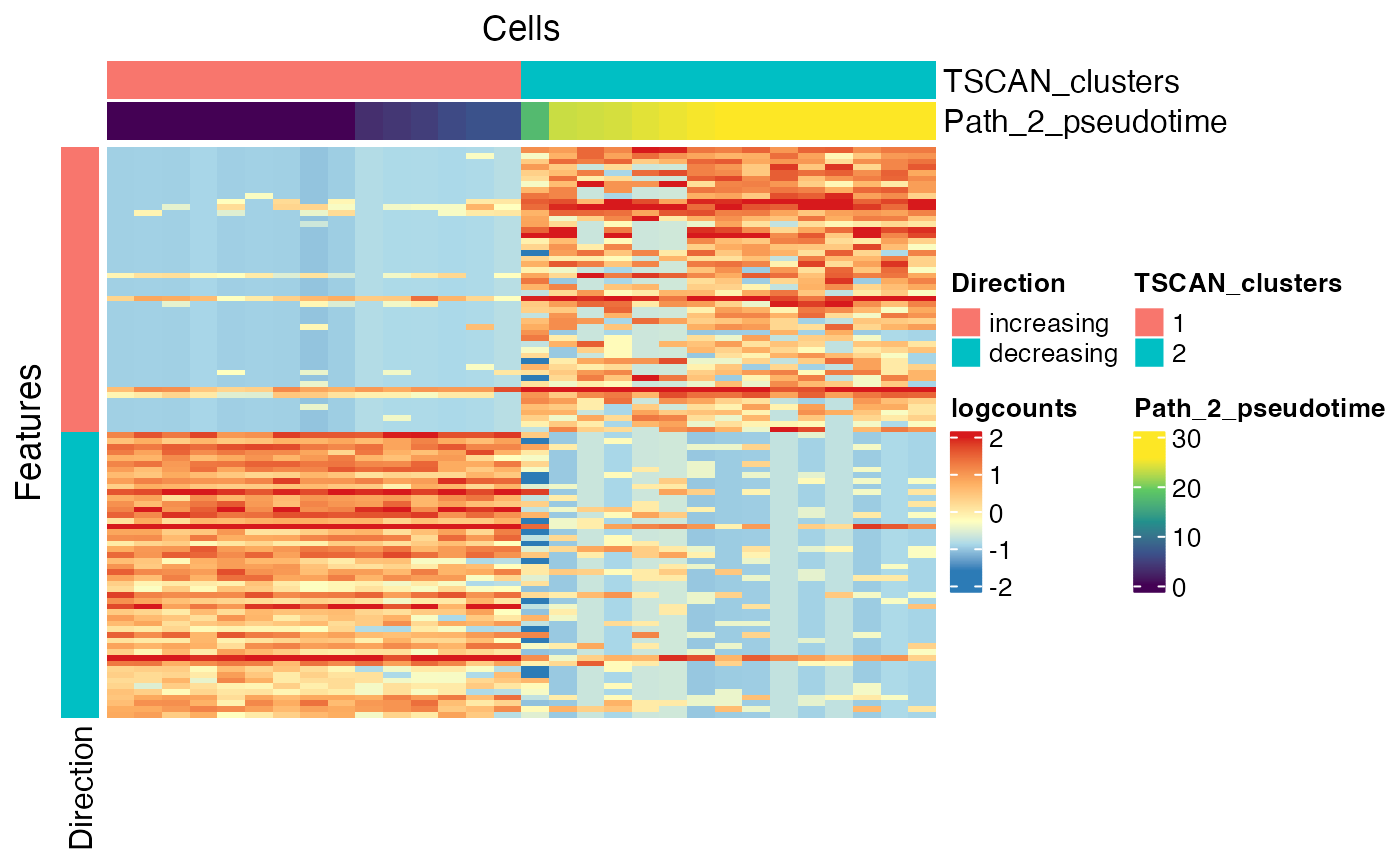 Cells
TSCAN_clusters
Path_2_pseudotime
Features
Direction
Direction
increasing
decreasing
TSCAN_clusters
1
2
logcounts
2
1
0
-1
-2
Path_2_pseudotime
30
20
10
0